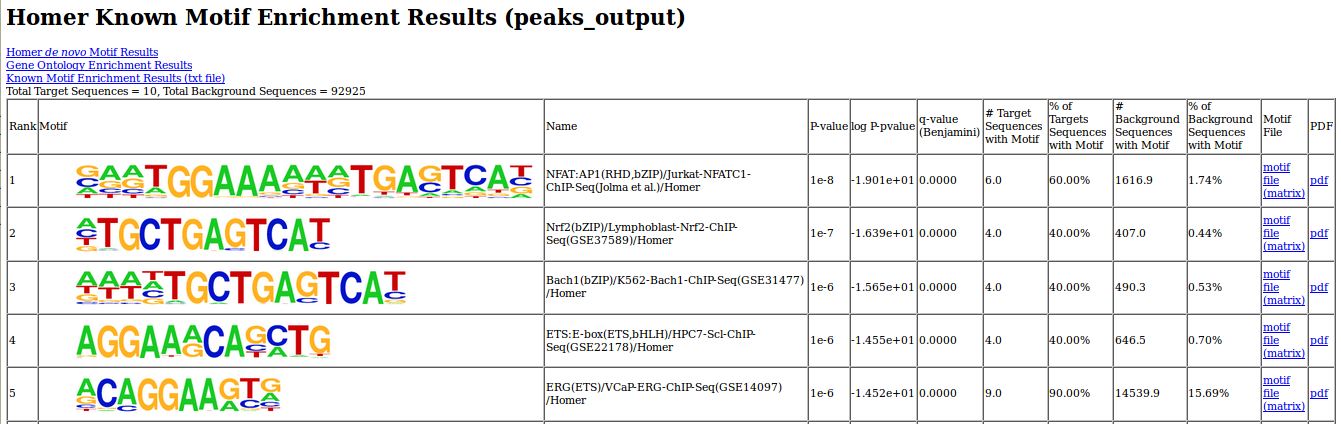 Homer Known Motif Enrichment Results (peaks_output)
Homer de novo Motif Results
Gene Ontology Enrichment Results
Known Motif Enrichment Results (txt file)
Total Target Sequences = 10, Total Background Sequences = 92925
Rank Motif Name P-value log P-pvalue q-value (Benjamini) # Target Sequences with Motif % of Targets Sequences with Motif # Background Sequences with Motif % of Background Sequences with Motif Motif File PDF
1 NFAT:AP1(RHD,bZIP)/Jurkat-NFATC1-ChIP-Seq(Jolma et al.)/Homer 1e-8 -1.901e+01 0.0000 6.0 60.00% 1616.9 1.74% motif file (matrix) pdf
2 Nrf2(bZIP)/Lymphoblast-Nrf2-ChIP-Seq(GSE37589)/Homer 1e-7 -1.639e+01 0.0000 4.0 40.00% 407.0 0.44% motif file (matrix) pdf
3 Bach1(bZIP)/K562-Bach1-ChIP-Seq(GSE31477)/Homer 1e-6 -1.565e+01 0.0000 4.0 40.00% 490.3 0.53% motif file (matrix) pdf
4 ETS:E-box(ETS,bHLH)/HPC7-Scl-ChIP-Seq(GSE22178)/Homer 1e-6 -1.455e+01 0.0000 4.0 40.00% 646.5 0.70% motif file (matrix) pdf
5 ERG(ETS)/VCaP-ERG-ChIP-Seq(GSE14097)/Homer 1e-6 -1.452e+01 0.0000 9.0 90.00% 14539.9 15.69% motif file (matrix) pdf